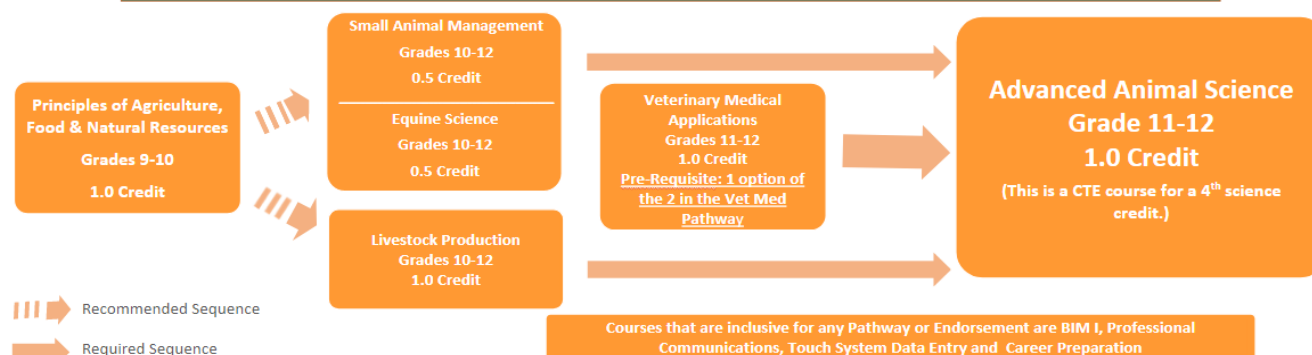 Principles of Agriculture,
Food & Natural Resources
Grades 9-10
1.0 Credit
Small Animal Management
Grades 10-12
0.5 Credit
Equine Science
Grades 10-12
0.5 Credit
Livestock Production
Grades 10-12
1.0 Credit
Veterinary Medical
Applications
Grades 11-12
1.0 Credit
Pre-Requisite: 1 option of
the 2 in the Vet Med
Pathway
Advanced Animal Science
Grade 11-12
1.0 Credit
(This is a CTE course for a 4th science
credit.)
Recommended Sequence
Required Sequence
Courses that are inclusive for any Pathway or Endorsement are BIM I, Professional
Communications, Touch System Data Entry and Career Preparation